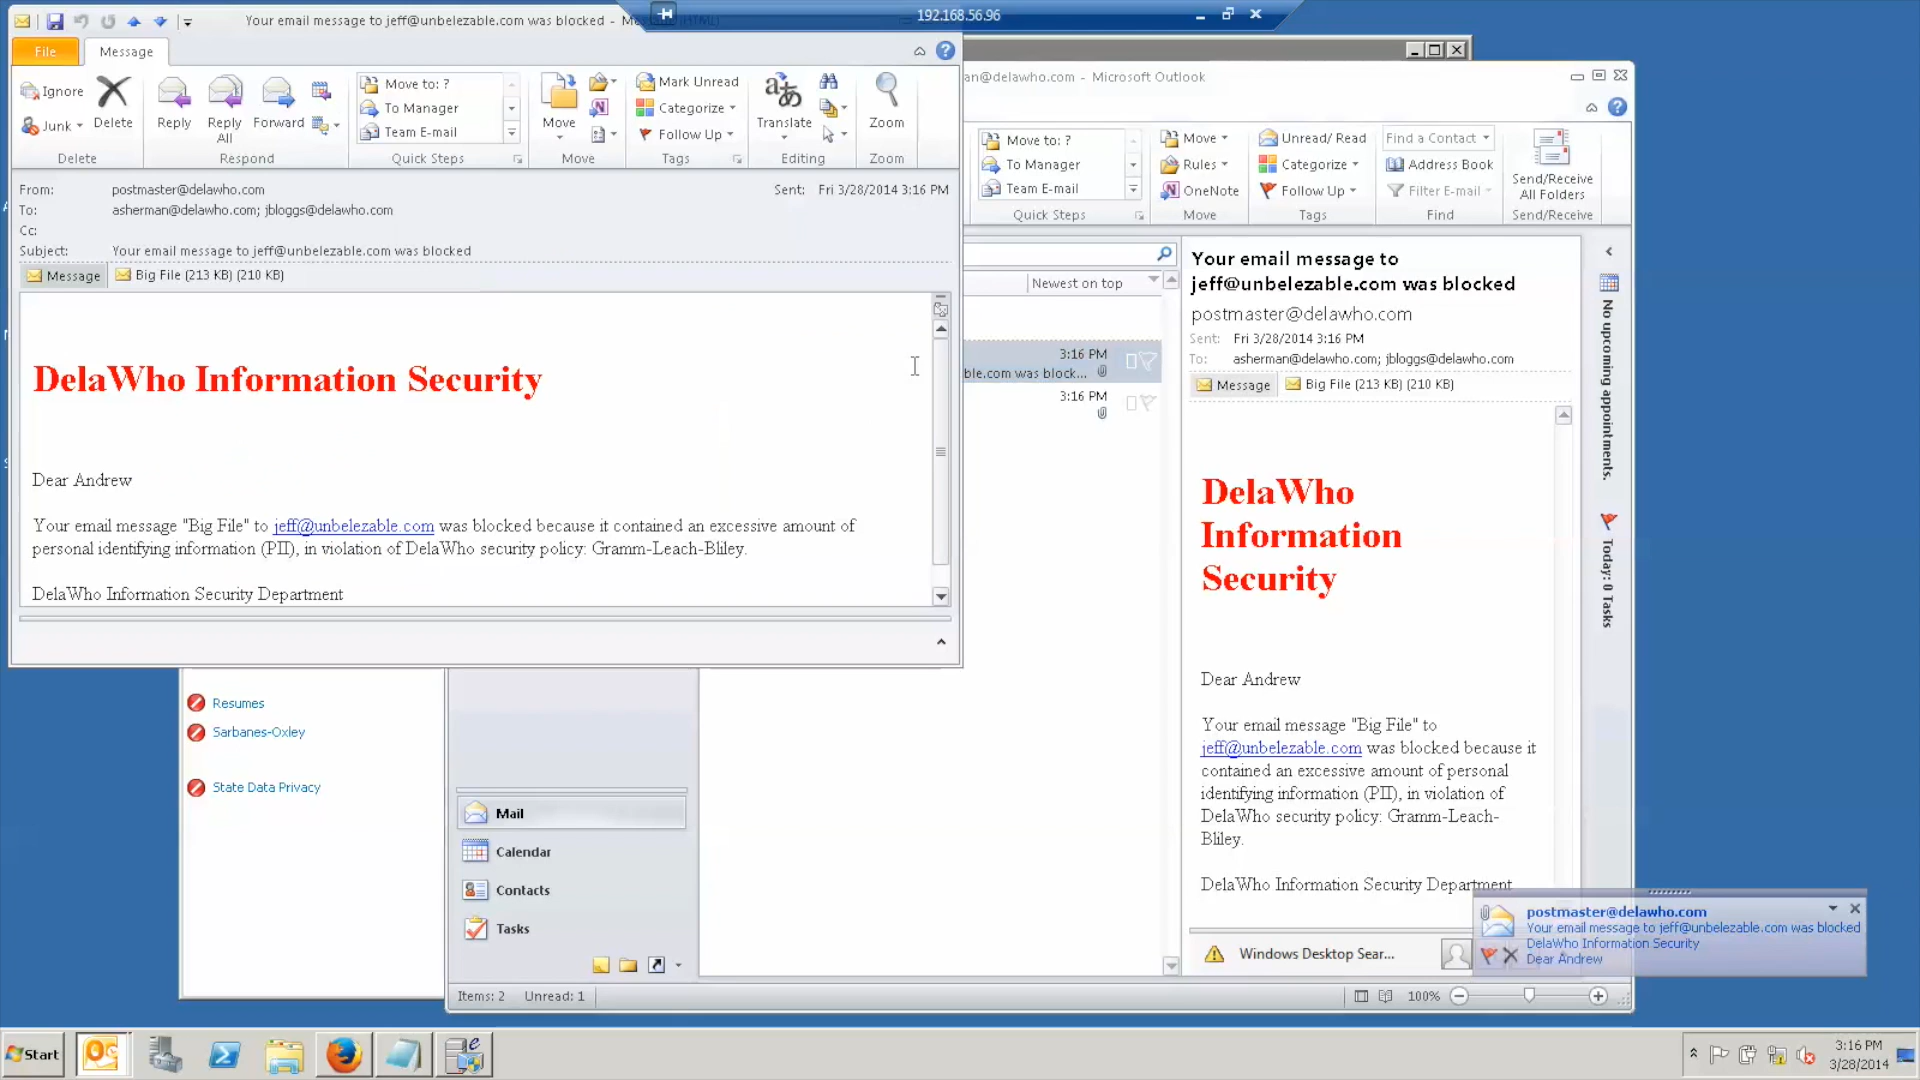 Your email message to jeff@unbelezable.com was blocked -
192.168.56.96
File
Message
Ignore
Junk
Delete
Delete
Reply
Reply All
Forward
Respond
Move to: ?
To Manager
Team E-mail
Quick Steps
Move
Move
Mark Unread
Categorize
Follow Up
Tags
Translate
Editing
Zoom
Zoom
From: postmaster@delawho.com
Sent: Fri 3/28/2014 3:16 PM
To: asherman@delawho.com; jbloggs@delawho.com
Cc:
Subject: Your email message to jeff@unbelezable.com was blocked
Message
Big File (213 KB) (210 KB)
DelaWho Information Security
Dear Andrew
Your email message "Big File" to jeff@unbelezable.com was blocked because it contained an excessive amount of
personal identifying information (PII), in violation of DelaWho security policy: Gramm-Leach-Bliley.
DelaWho Information Security Department
an@delawho.com - Microsoft Outlook
Move to: ?
To Manager
Team E-mail
Quick Steps
Move
Rules
OneNote
Move
Unread/ Read
Categorize
Follow Up
Tags
Find a Contact
Address Book
Filter E-mail
Find
Send/Receive
All Folders
Send/Receive
Newest on top
3:16 PM
ble.com was block...
3:16 PM
Your email message to
jeff@unbelezable.com was blocked
postmaster@delawho.com
Sent: Fri 3/28/2014 3:16 PM
To: asherman@delawho.com; jbloggs@delawho.com
Message
Big File (213 KB) (210 KB)
DelaWho
Information
Security
Dear Andrew
Your email message "Big File" to
jeff@unbelezable.com was blocked because it
contained an excessive amount of personal
identifying information (PII), in violation of
DelaWho security policy: Gramm-Leach-
Bliley.
DelaWho Information Security Department
No upcoming appointments.
Today: 0 Tasks
Resumes
Sarbanes-Oxley
State Data Privacy
Mail
Calendar
Contacts
Tasks
Items: 2
Unread: 1
Windows Desktop Sear...
100%
postmaster@delawho.com
Your email message to jeff@unbelezable.com was blocked
DelaWho Information Security
Dear Andrew
Start
3:16 PM
3/28/2014